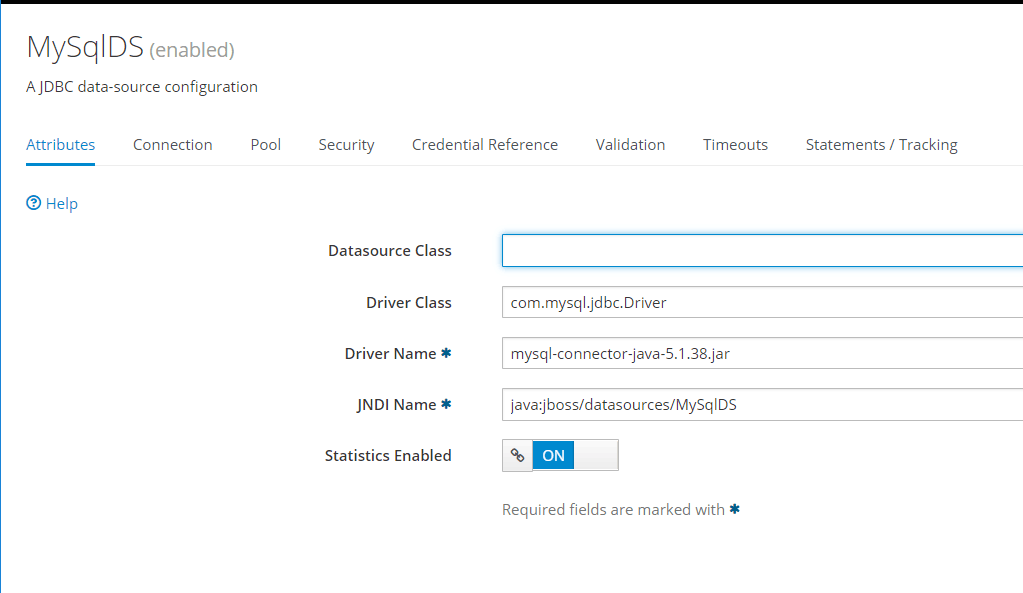 MySqlDS (enabled)
A JDBC data-source configuration
Attributes Connection Pool Security Credential Reference Validation Timeouts Statements / Tracking
Help
Datasource Class
Driver Class com.mysql.jdbc.Driver
Driver Name * mysql-connector-java-5.1.38.jar
JNDI Name * java:jboss/datasources/MySqlDS
Statistics Enabled ON
Required fields are marked with *